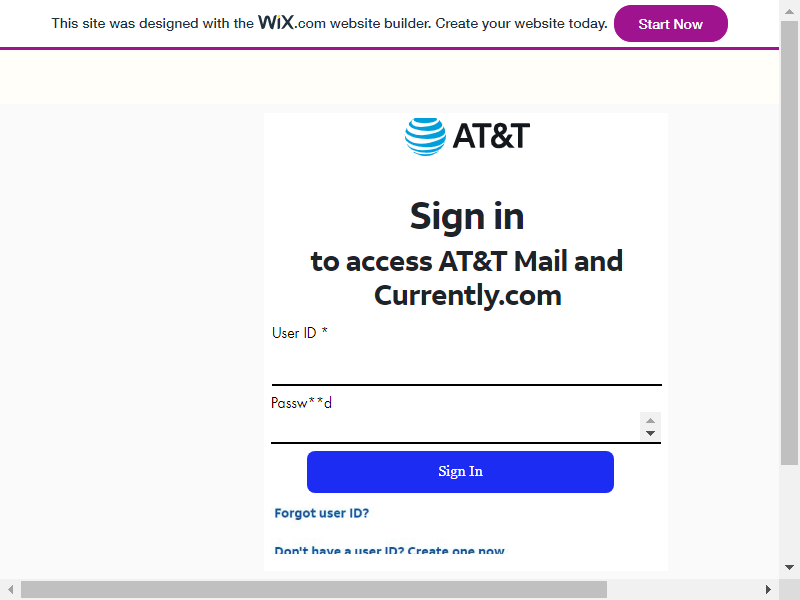 This site was designed with the WiX.com website builder. Create your website today.
Start Now
AT&T
Sign in
to access AT&T Mail and
Currently.com
User ID *
Passw**d
Sign In
Forgot user ID?
Don't have a user ID? Create one now